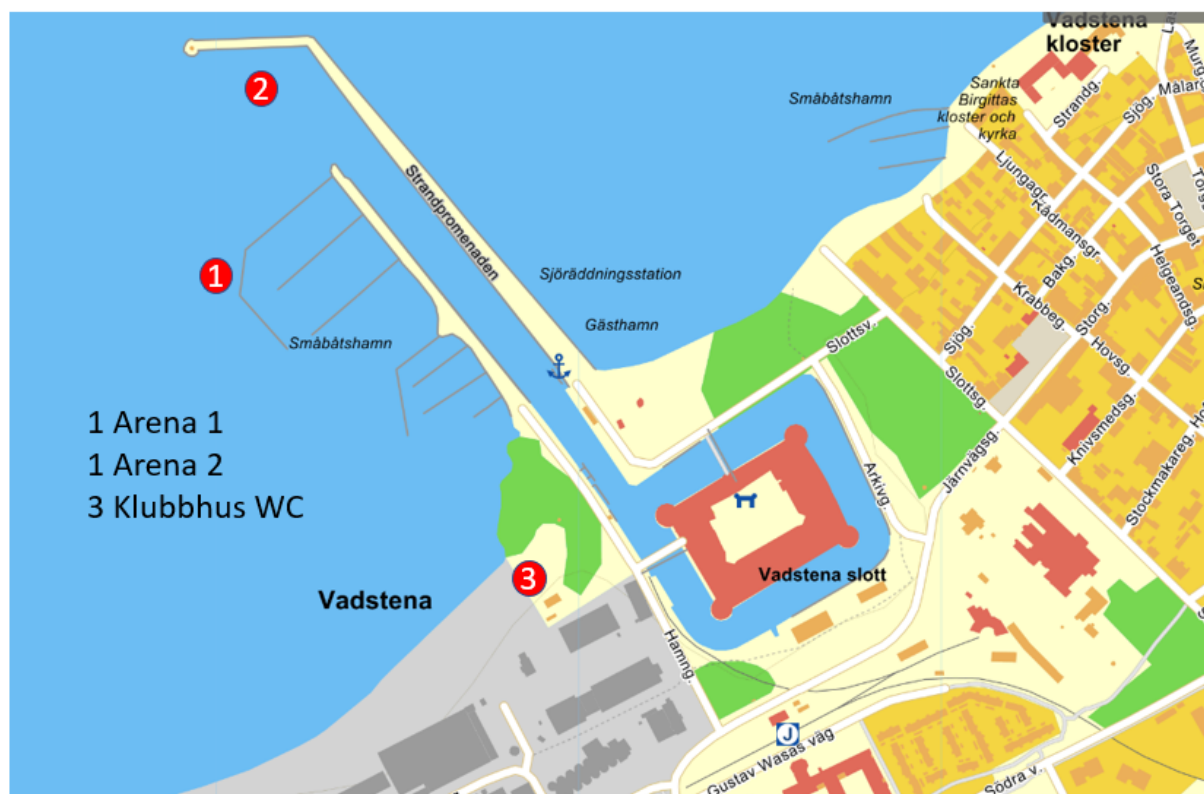 Vadstena
kloster
Sankta
Birgittas
kloster och
kyrka
Strandg.
Sjög.
Murg.
Småbåtshamn
Ljungagr.
Rådmansgr.
Stora Torget
Bakg.
Helgeandsg.
Krabbeg.
Storg.
Sjög.
Hovsg.
Slottsg.
Knivsmedsg.
Stockmakareg.
Järnvägsg.
2
Strandpromenaden
Sjöräddningsstation
Gästhamn
1
Småbåtshamn
Slottsv.
Arkivg.
1 Arena 1
1 Arena 2
3 Klubbhus WC
3
Vadstena
Vadstena slott
Hamng.
J
Gustav Wasas väg
Södra v.